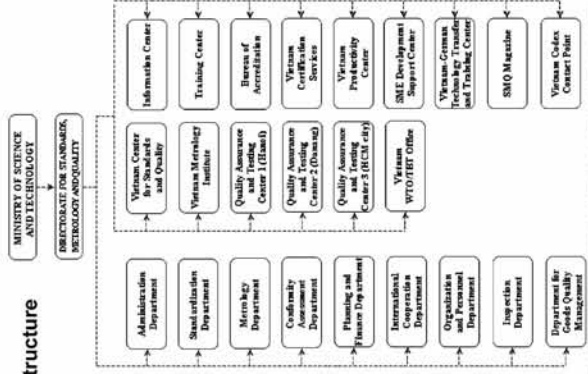 tructure
MINISTRY OF SCIENCE
AND TECHNOLOGY
DIRECTORATE FOR STANDARDS,
METROLOGY ANDQUALITY
Administration
Department
Standardization
Department
Metrology
Department
Conformity
Assessment
Department
Planning and
Finance Department
International
Cooperation
Department
Organization
and Personnel
Department
Inspection
Department
Department for
Goods Quality
Management
Vietnam Center
for Standards
and Quality
Vietnam Metrology
Institute
Quality Assurance
and Testing
Center 1 (Hanoi)
Quality Assurance
and Testing
Center 2 (Danang)
Quality Assurance
and Testing
Center 3 (HCM city)
Vietnam
WTO/TBT Office
Information Center
Training Center
Bureau of
Accreditation
Vietnam
Certification
Services
Vietnam
Productivity
Center
SME Development
Support Center
Vietnam-German
Technology Transfer
and Training Center
SMQ Magazine
Vietnam Codex
Contact Point